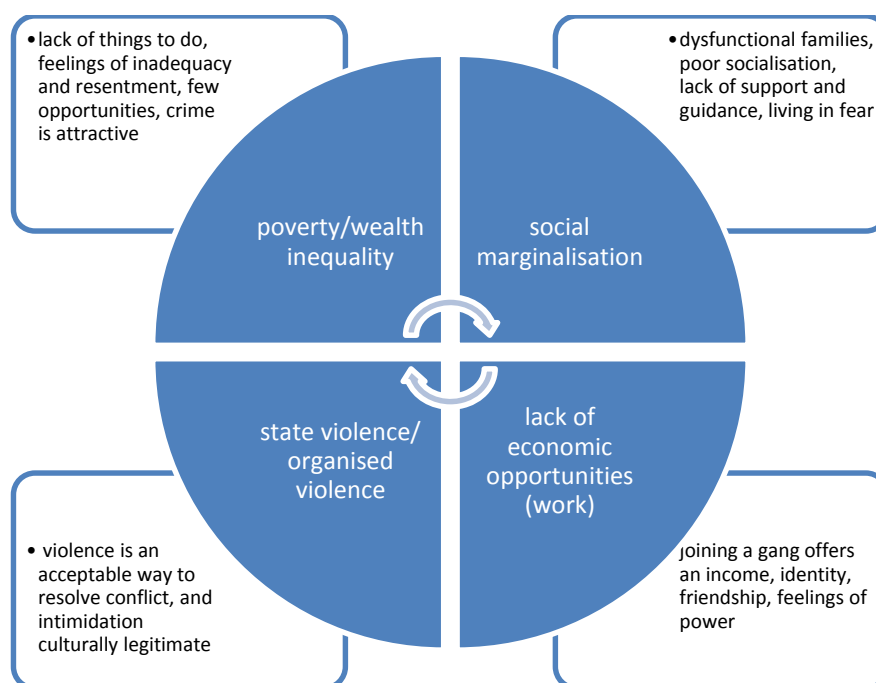 •lack of things to do,
feelings of inadequacy
and resentment, few
opportunities, crime
is attractive
•dysfunctional families,
poor socialisation,
lack of support and
guidance, living in fear
poverty/wealth
inequality
social
marginalisation
state violence/
organised
violence
lack of
economic
opportunities
(work)
• violence is an
acceptable way to
resolve conflict, and
intimidation
culturally legitimate
joining a gang offers
an income, identity,
friendship, feelings of
power